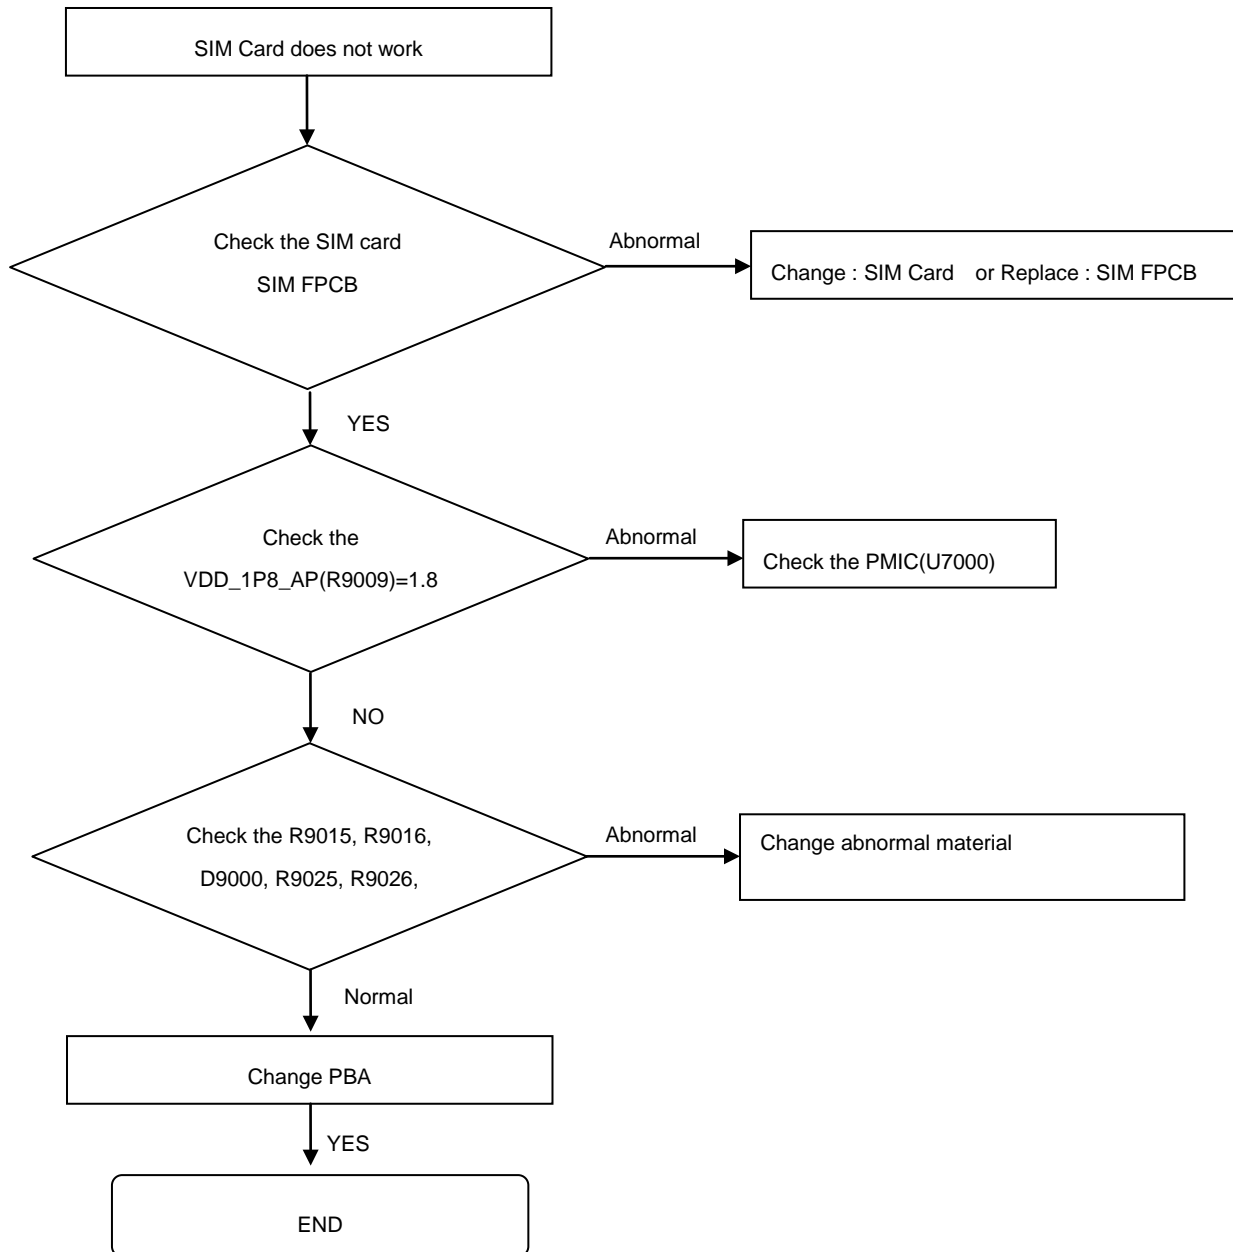 SIM Card does not work
Check the SIM card
SIM FPCB
Abnormal
Change : SIM Card or Replace : SIM FPCB
YES
Check the
VDD_1P8_AP(R9009)=1.8
Abnormal
Check the PMIC(U7000)
NO
Check the R9015, R9016,
D9000, R9025, R9026,
Abnormal
Change abnormal material
Normal
Change PBA
YES
END